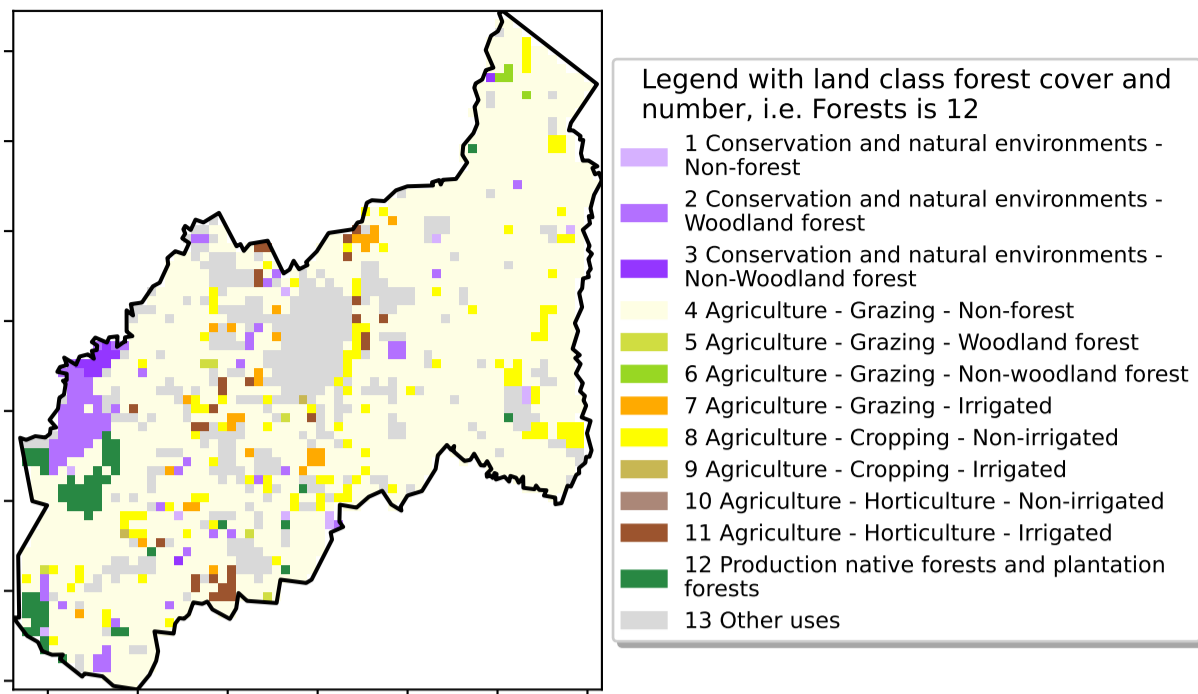 Legend with land class forest cover and
number, i.e. Forests is 12
1 Conservation and natural environments -
Non-forest
2 Conservation and natural environments -
Woodland forest
3 Conservation and natural environments -
Non-Woodland forest
4 Agriculture - Grazing - Non-forest
5 Agriculture - Grazing - Woodland forest
6 Agriculture - Grazing - Non-woodland forest
7 Agriculture - Grazing - Irrigated
8 Agriculture - Cropping - Non-irrigated
9 Agriculture - Cropping - Irrigated
10 Agriculture - Horticulture - Non-irrigated
11 Agriculture - Horticulture - Irrigated
12 Production native forests and plantation
forests
13 Other uses